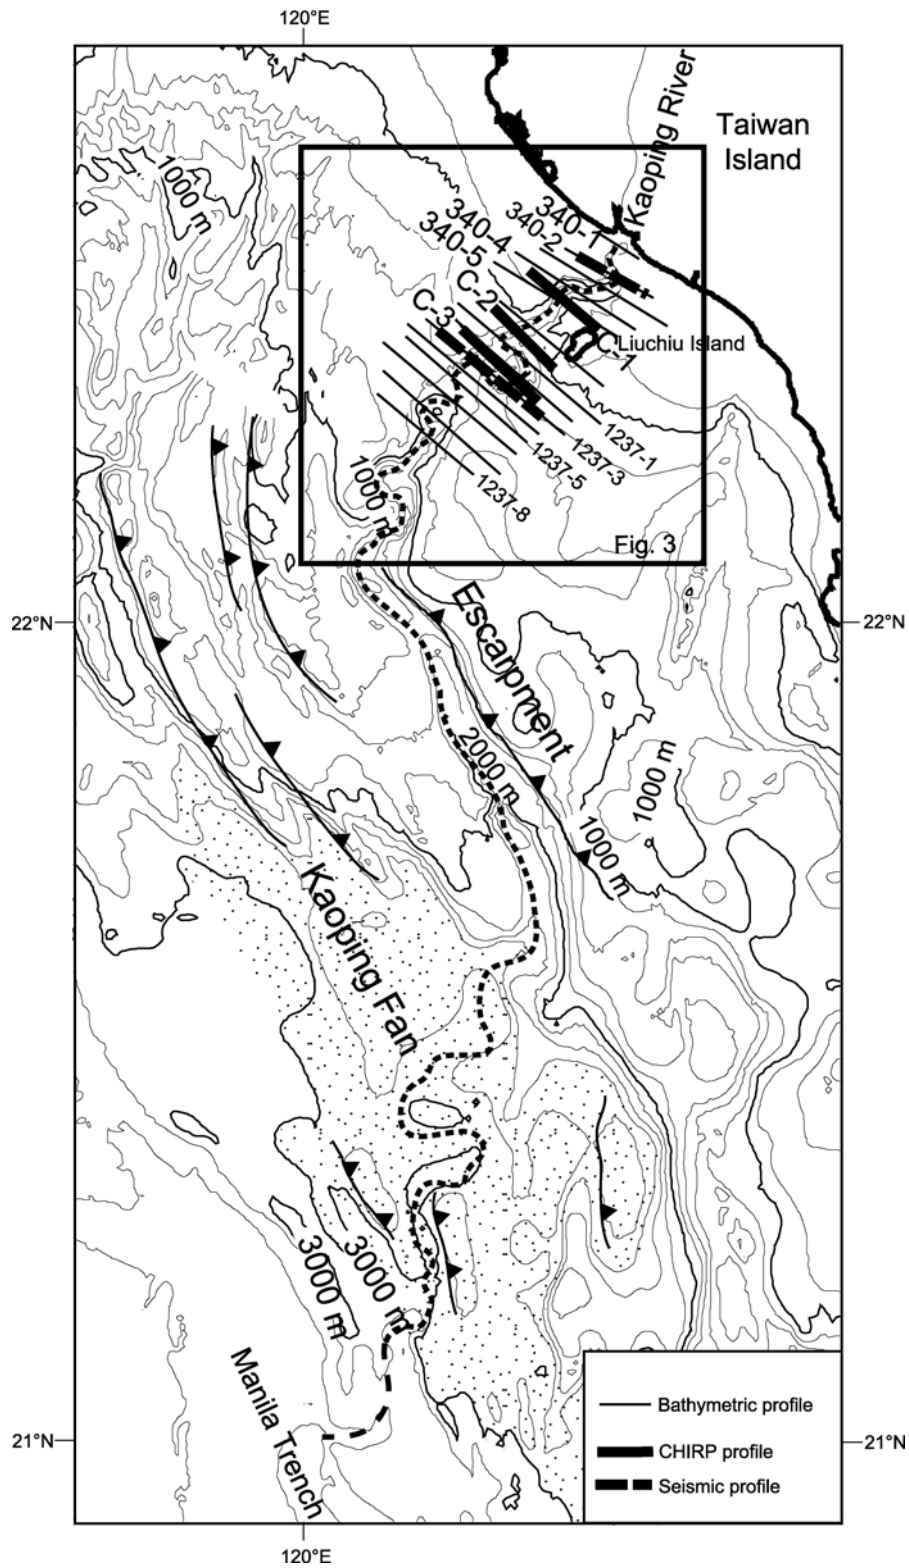 120°E
Taiwan
Island
Kaoping River
1000 m
340-1
340-2
340-4
340-5
C-2
C-3
C-1
Liuchiu Island
1237-1
1237-3
1237-5
1237-8
1000 m
Fig. 3
22°N
22°N
Escarpment
2000 m
1000 m
1000 m
Kaoping Fan
3000 m
3000 m
Manila Trench
Bathymetric profile
CHIRP profile
Seismic profile
21°N
21°N
120°E